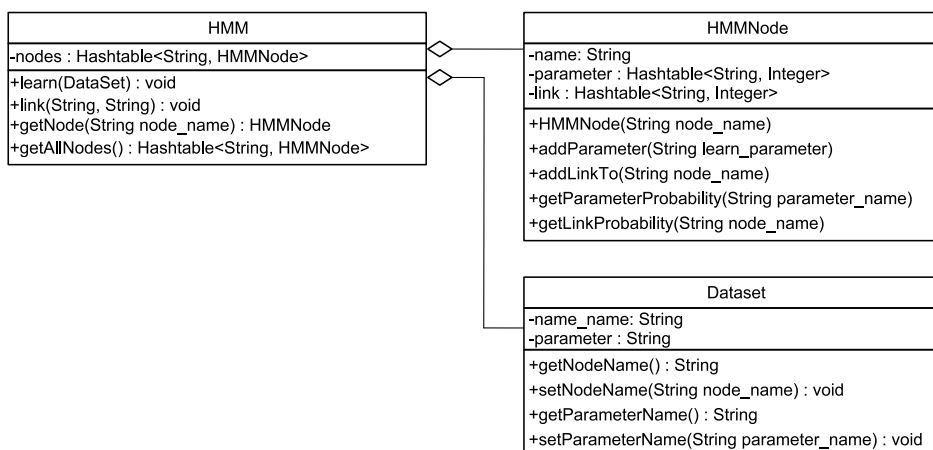 HMM
-nodes : Hashtable<String, HMMNode>
+learn(DataSet) : void
+link(String, String) : void
+getNode(String node_name) : HMMNode
+getAllNodes() : Hashtable<String, HMMNode>
HMMNode
-name: String
-parameter : Hashtable<String, Integer>
-link : Hashtable<String, Integer>
+HMMNode(String node_name)
+addParameter(String learn_parameter)
+addLinkTo(String node_name)
+getParameterProbability(String parameter_name)
+getLinkProbability(String node_name)
Dataset
-name_name: String
-parameter : String
+getNodeName() : String
+setNodeName(String node_name) : void
+getParameterName() : String
+setParameterName(String parameter_name) : void